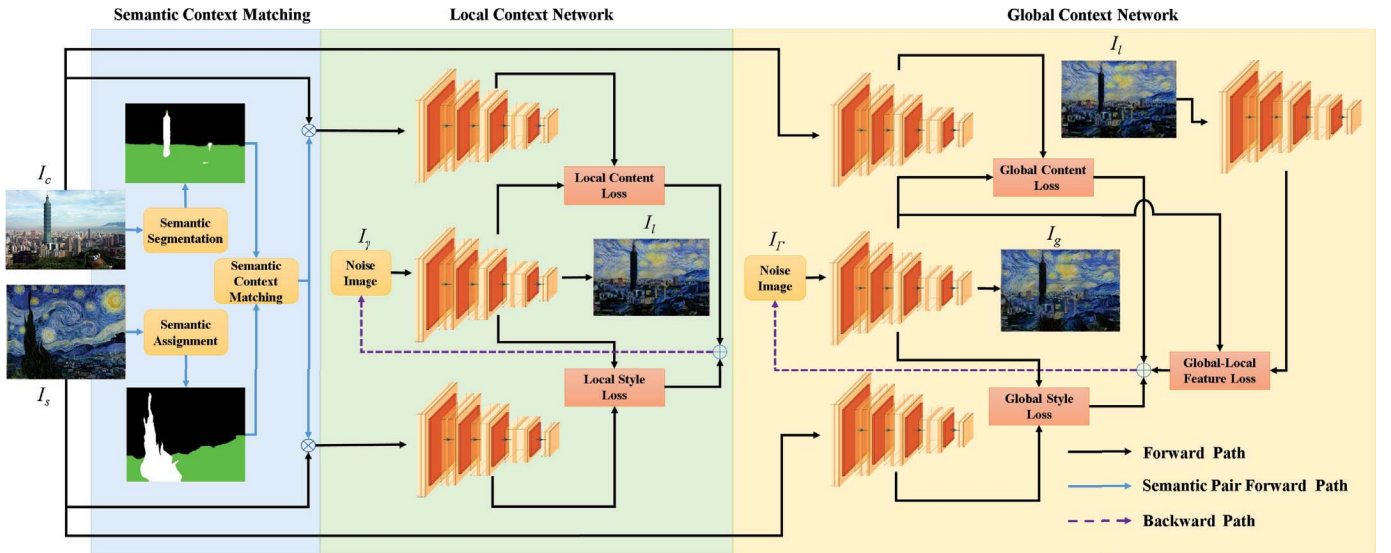 Semantic Context Matching
Local Context Network
Global Context Network
I_c
Semantic
Segmentation
Semantic
Context
Matching
Semantic
Assignment
I_s
Local Content
Loss
I_γ
Noise
Image
I_l
Local Style
Loss
I_l
Global Content
Loss
I_Γ
Noise
Image
I_g
Global Style
Loss
Global-Local
Feature Loss
Forward Path
Semantic Pair Forward Path
Backward Path